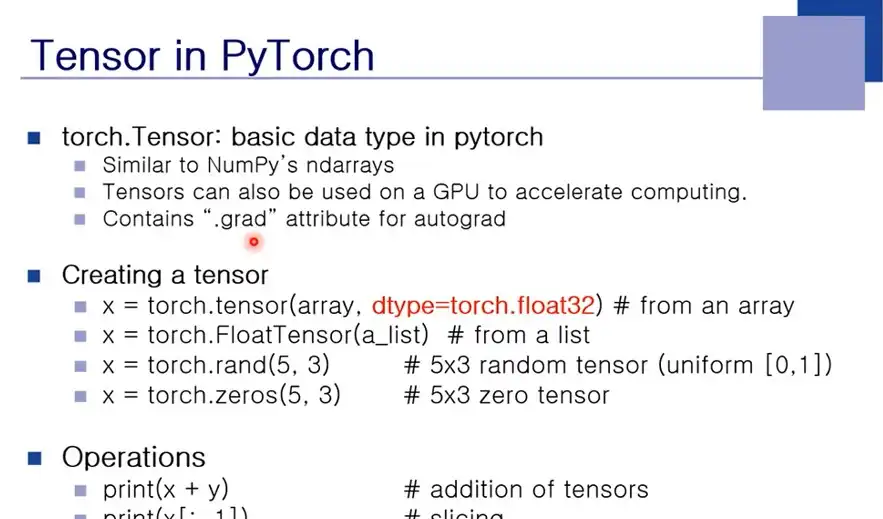 Tensor in PyTorch
torch.Tensor: basic data type in pytorch
Similar to NumPy's ndarrays
Tensors can also be used on a GPU to accelerate computing.
Contains “.grad” attribute for autograd
Creating a tensor
x = torch.tensor(array, dtype=torch.float32) # from an array
x = torch.FloatTensor(a_list) # from a list
x = torch.rand(5, 3) # 5x3 random tensor (uniform [0,1])
x = torch.zeros(5, 3) # 5x3 zero tensor
Operations
print(x + y) # addition of tensors
print(x[:, 1]) # slicing